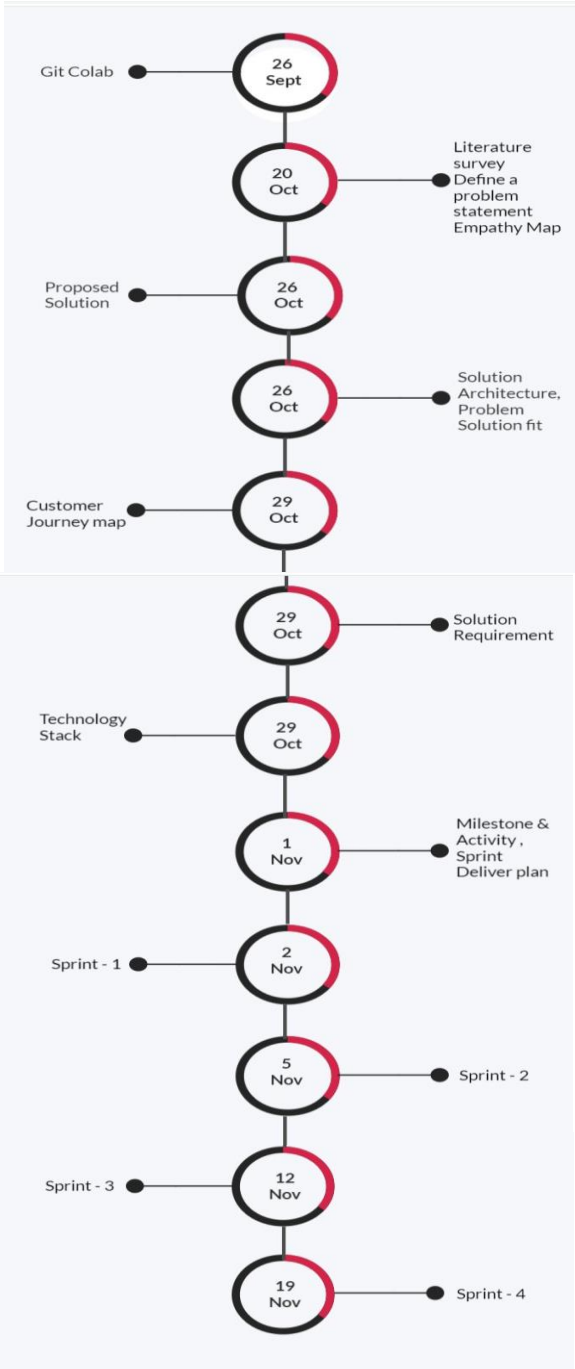 26
Sept
Git Colab
20
Oct
Literature
survey
Define a
problem
statement
Empathy Map
26
Oct
Proposed
Solution
26
Oct
Solution
Architecture,
Problem
Solution fit
29
Oct
Customer
Journey map
29
Oct
Solution
Requirement
29
Oct
Technology
Stack
1
Nov
Milestone &
Activity ,
Sprint
Deliver plan
2
Nov
Sprint - 1
5
Nov
Sprint - 2
12
Nov
Sprint - 3
19
Nov
Sprint - 4